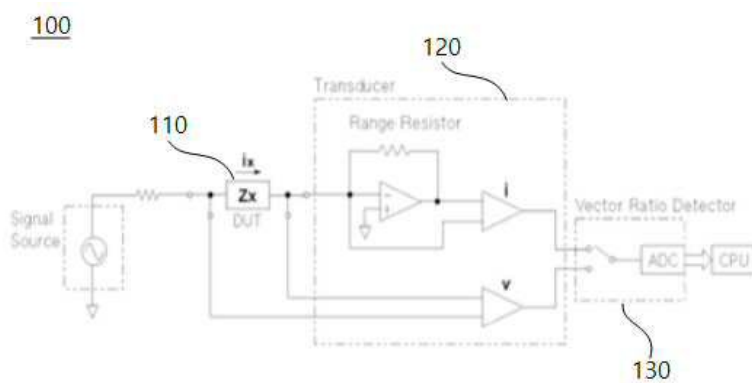 100
120
Transducer
110
Range Resistor
ix
Zx
DUT
i
Signal
Source
Vector Ratio Detector
ADC
CPU
v
130